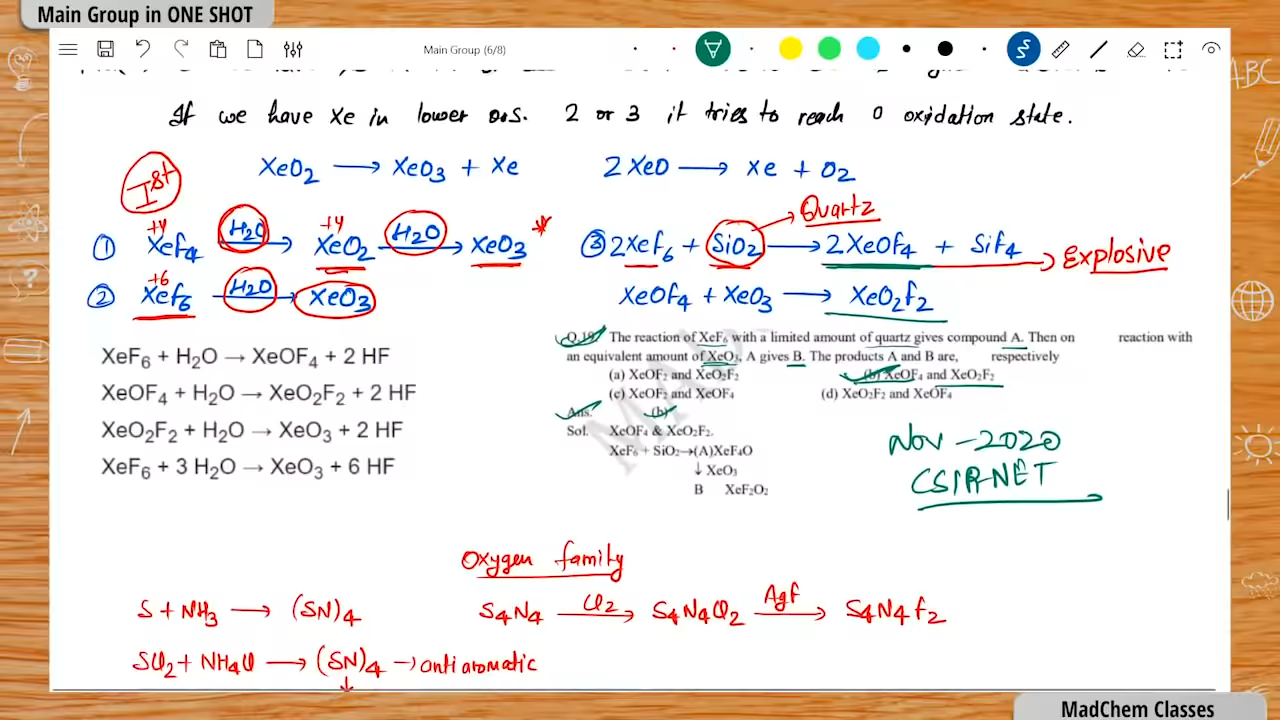 Main Group in ONE SHOT
Main Group (6/8)
If we have Xe in lower o.s. 2 or 3 it tries to reach 0 oxidation state.
Ist
XeO2 → XeO3 + Xe
2XeO → Xe + O2
Quartz
+4 +4
① XeF4 H2O → XeO2 H2O → XeO3 *
③ 2XeF6 + SiO2 → 2XeOF4 + SiF4 → Explosive
+6
② XeF6 H2O → XeO3
XeOF4 + XeO3 → XeO2F2
XeF6 + H2O → XeOF4 + 2 HF
XeOF4 + H2O → XeO2F2 + 2 HF
XeO2F2 + H2O → XeO3 + 2 HF
XeF6 + 3 H2O → XeO3 + 6 HF
The reaction of XeF6 with a limited amount of quartz gives compound A. Then on reaction with
an equivalent amount of XeO3, A gives B. The products A and B are, respectively
(a) XeOF2 and XeO2F2
(b) XeOF4 and XeO2F2
(c) XeOF2 and XeOF4
(d) XeO2F2 and XeOF4
Ans. (b)
Sol. XeOF4 & XeO2F2.
XeF6 + SiO2→(A)XeF4O
↓ XeO3
B XeF2O2
Nov - 2020
CSIR-NET
Oxygen family
S + NH3 → (SN)4
S4N4 Cl2 → S4N4Cl2 AgF → S4N4F2
SCl2 + NH4Cl → (SN)4 → antiaromatic
↓
MadChem Classes
ABC